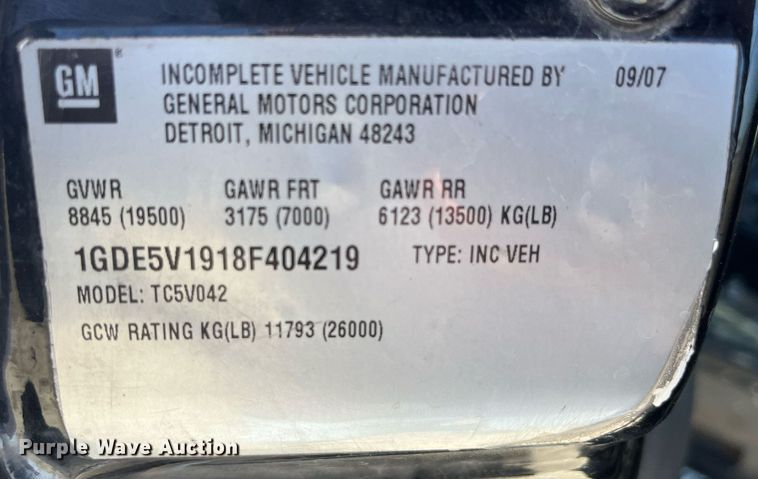 GM ®
INCOMPLETE VEHICLE MANUFACTURED BY 09/07
GENERAL MOTORS CORPORATION
DETROIT, MICHIGAN 48243
GVWR GAWR FRT GAWR RR
8845 (19500) 3175 (7000) 6123 (13500) KG(LB)
1GDE5V1918F404219 TYPE: INC VEH
MODEL: TC5V042
GCW RATING KG(LB) 11793 (26000)
Purple Wave Auction